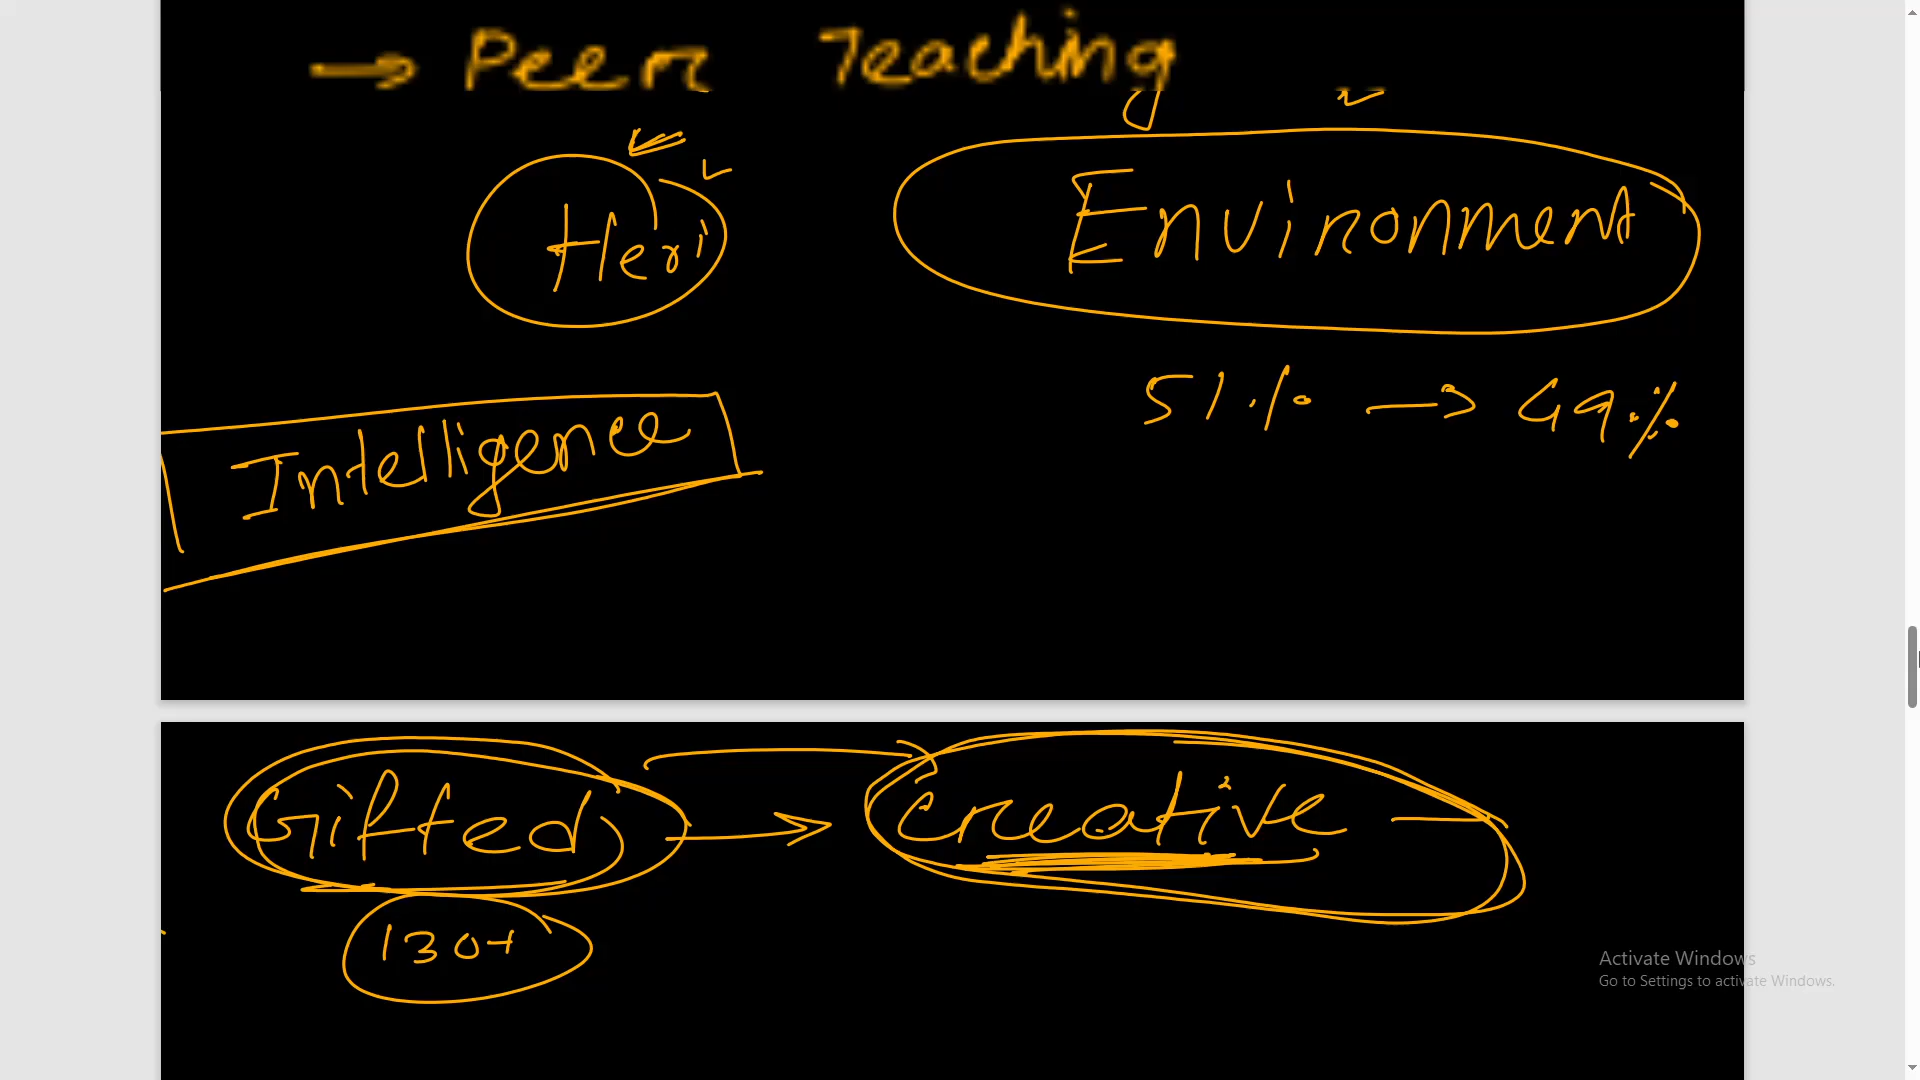 → Peer Teaching
Heri Environment
51% → 49%
Intelligence
Gifted → creative
130+
Activate Windows
Go to Settings to activate Windows.